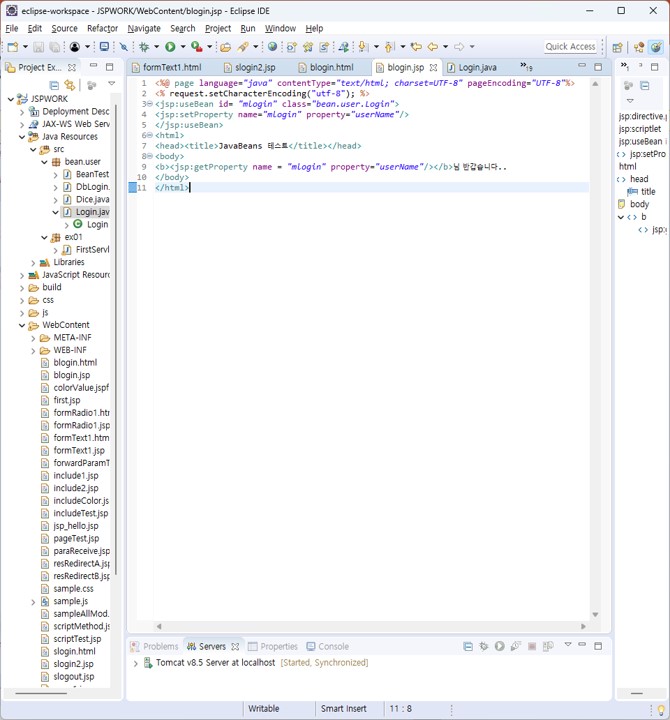 eclipse-workspace - JSPWORK/WebContent/blogin.jsp - Eclipse IDE
File Edit Source Refactor Navigate Search Project Run Window Help
Quick Access
Project Ex...
formText1.html slogin2.jsp blogin.html blogin.jsp Login.java »19
»1
JSPWORK
Deployment Desc
JAX-WS Web Serv
Java Resources
src
bean.user
BeanTest
DbLogin.
Dice.java
Login.jav
Login
ex01
FirstServl
Libraries
JavaScript Resourc
build
css
js
WebContent
META-INF
WEB-INF
blogin.html
blogin.jsp
colorValue.jspf
first.jsp
formRadio1.htm
formRadio1.jsp
formText1.htm
formText1.jsp
forwardParamT
include1.jsp
include2.jsp
includeColor.js
includeTest.jsp
jsp_hello.jsp
pageTest.jsp
paraReceive.jsp
resRedirectA.jsp
resRedirectB.jsp
sample.css
sample.js
sampleAllMod.
scriptMethod.js
scriptTest.jsp
slogin.html
slogin2.jsp
slogout.jsp
1 <%@ page language="java" contentType="text/html; charset=UTF-8" pageEncoding="UTF-8"%>
2 <% request.setCharacterEncoding("utf-8"); %>
3 <jsp:useBean id= "mlogin" class="bean.user.Login">
4 <jsp:setProperty name="mlogin" property="userName"/>
5 </jsp:useBean>
6 <html>
7 <head><title>JavaBeans 테스트</title></head>
8 <body>
9 <b><jsp:getProperty name = "mLogin" property="userName"/></b>님 반갑습니다..
10 </body>
11 </html>
jsp:directive.
jsp:scriptlet
jsp:useBean i
jsp:setPro
html
head
title
body
b
jsp:
Problems Servers Properties Console
Tomcat v8.5 Server at localhost [Started, Synchronized]
Writable Smart Insert 11 : 8